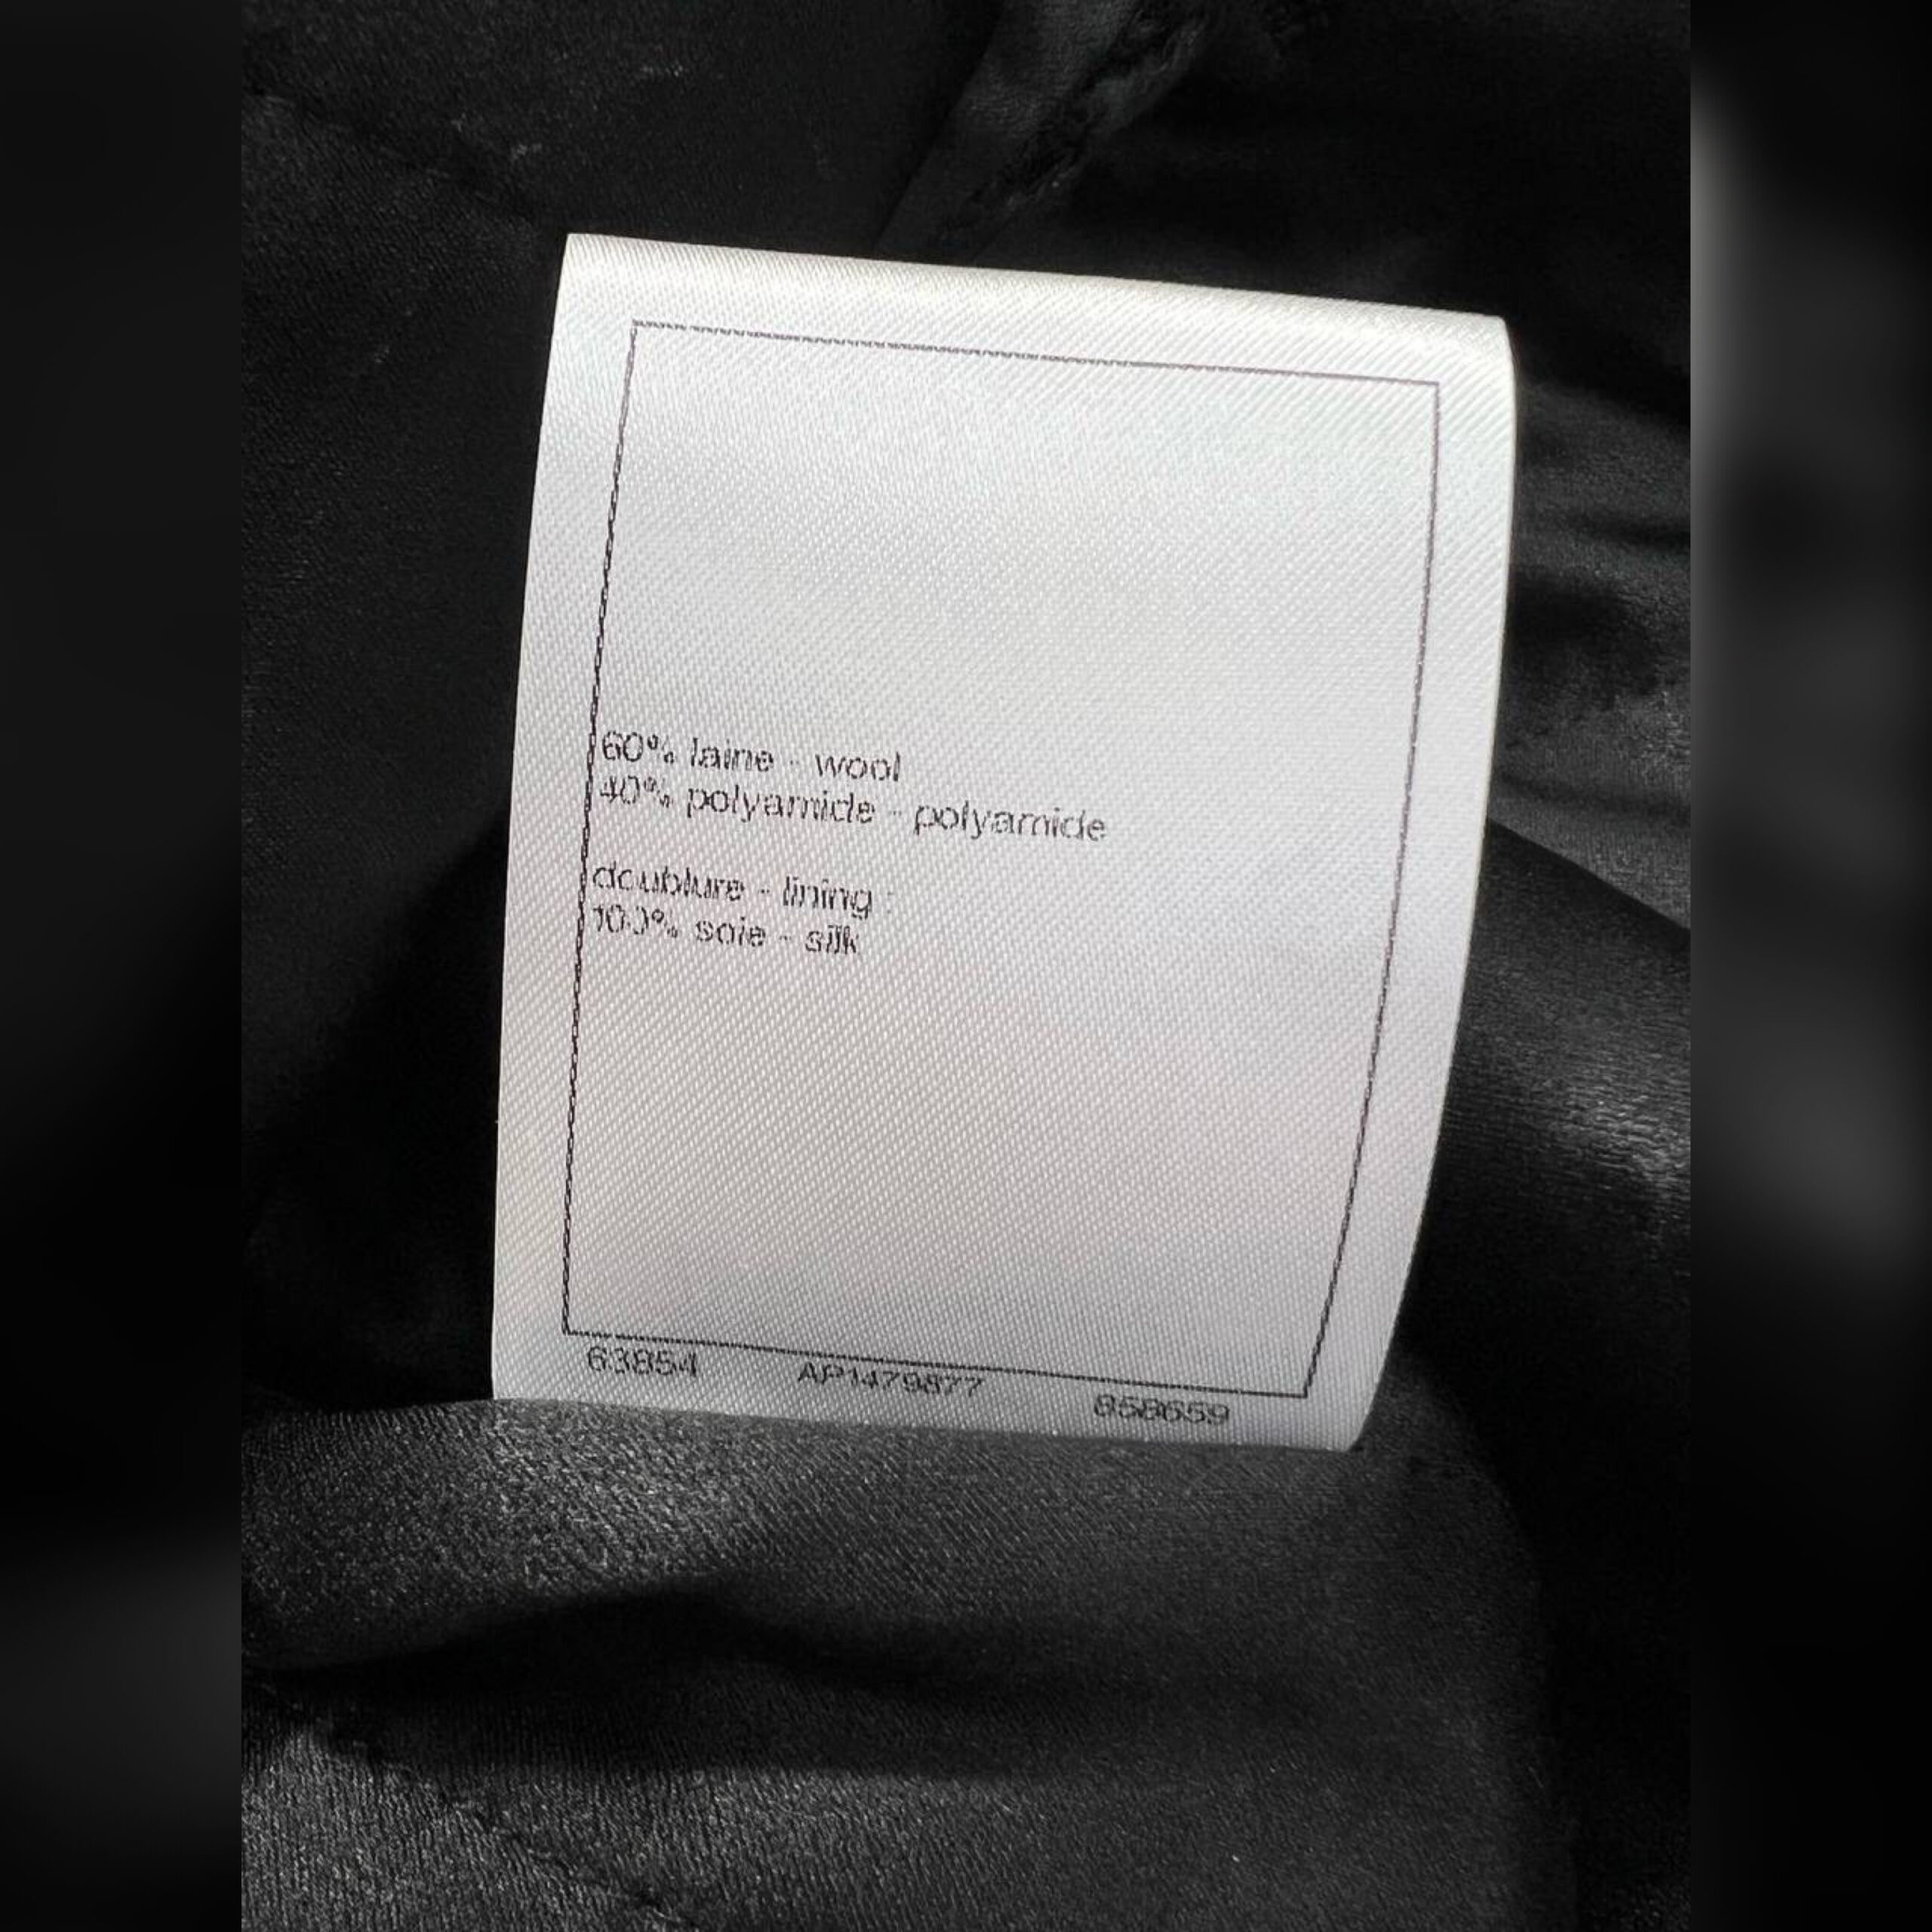 60% laine - wool
40% polyamide - polyamide
doublure - lining :
100% soie - silk
63854 AP1479877 858659